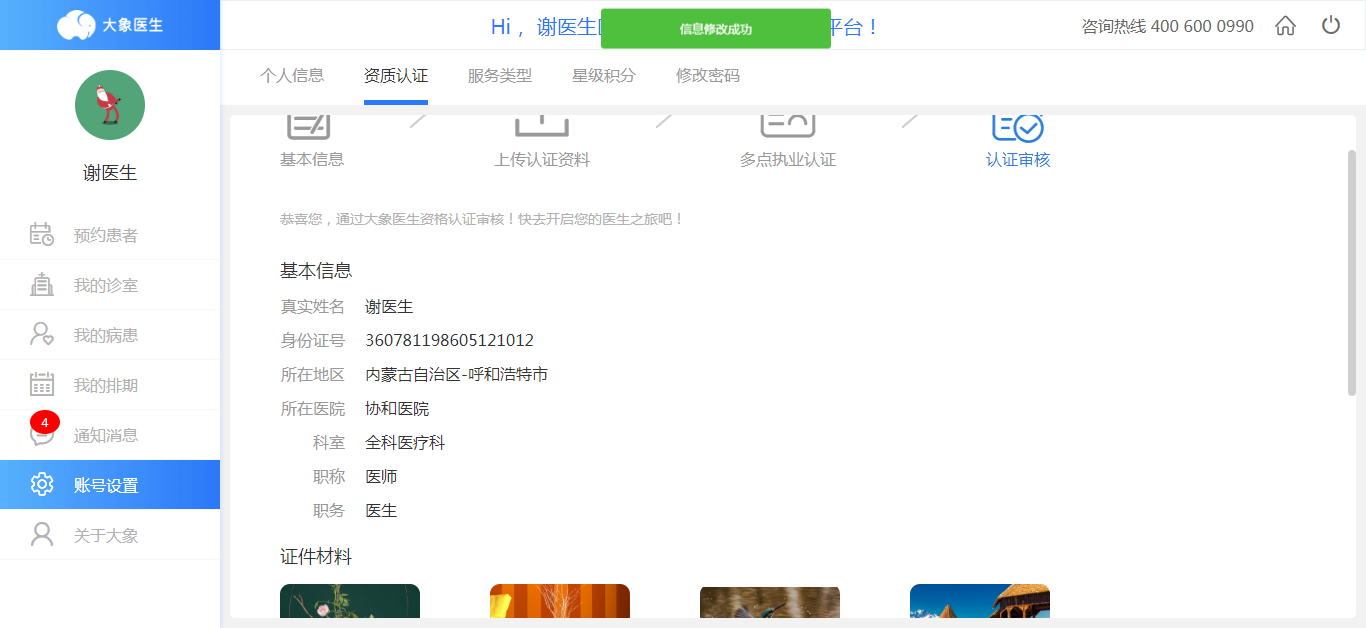 大象医生
Hi， 谢医生
信息修改成功
平台！
咨询热线 400 600 0990
谢医生
预约患者
我的诊室
我的病患
我的排期
4
通知消息
账号设置
关于大象
个人信息
资质认证
服务类型
星级积分
修改密码
基本信息
上传认证资料
多点执业认证
认证审核
恭喜您，通过大象医生资格认证审核！快去开启您的医生之旅吧！
基本信息
真实姓名 谢医生
身份证号 360781198605121012
所在地区 内蒙古自治区-呼和浩特市
所在医院 协和医院
科室 全科医疗科
职称 医师
职务 医生
证件材料